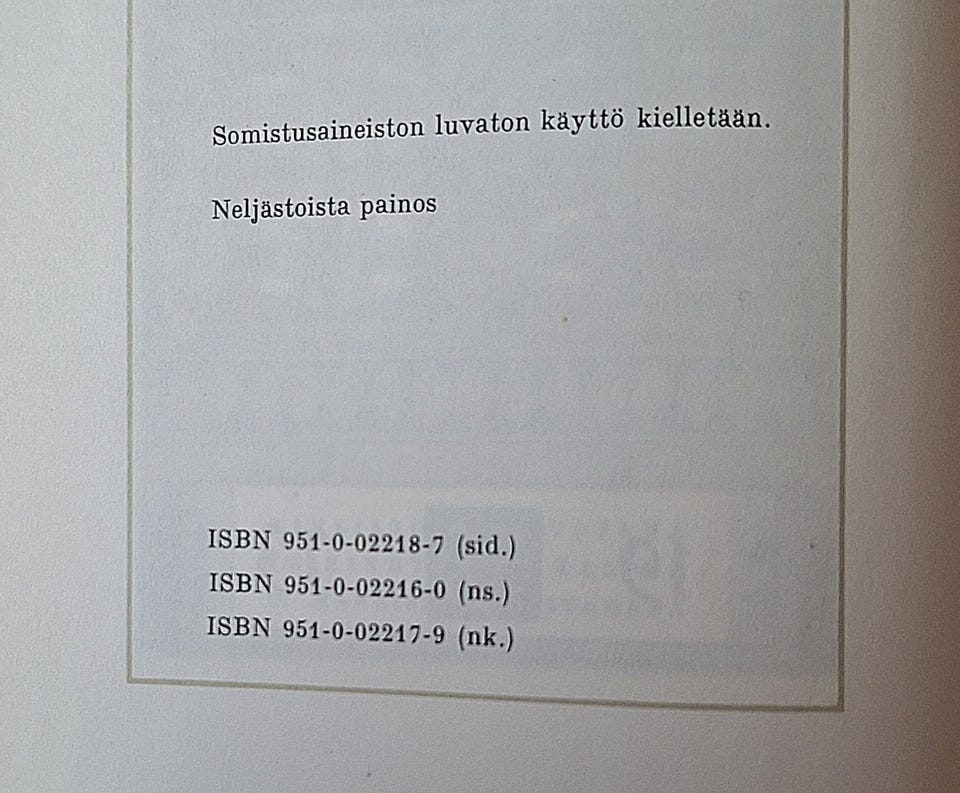 Somistusaineiston luvaton käyttö kielletään.
Neljästoista painos
ISBN 951-0-02218-7 (sid.)
ISBN 951-0-02216-0 (ns.)
ISBN 951-0-02217-9 (nk.)